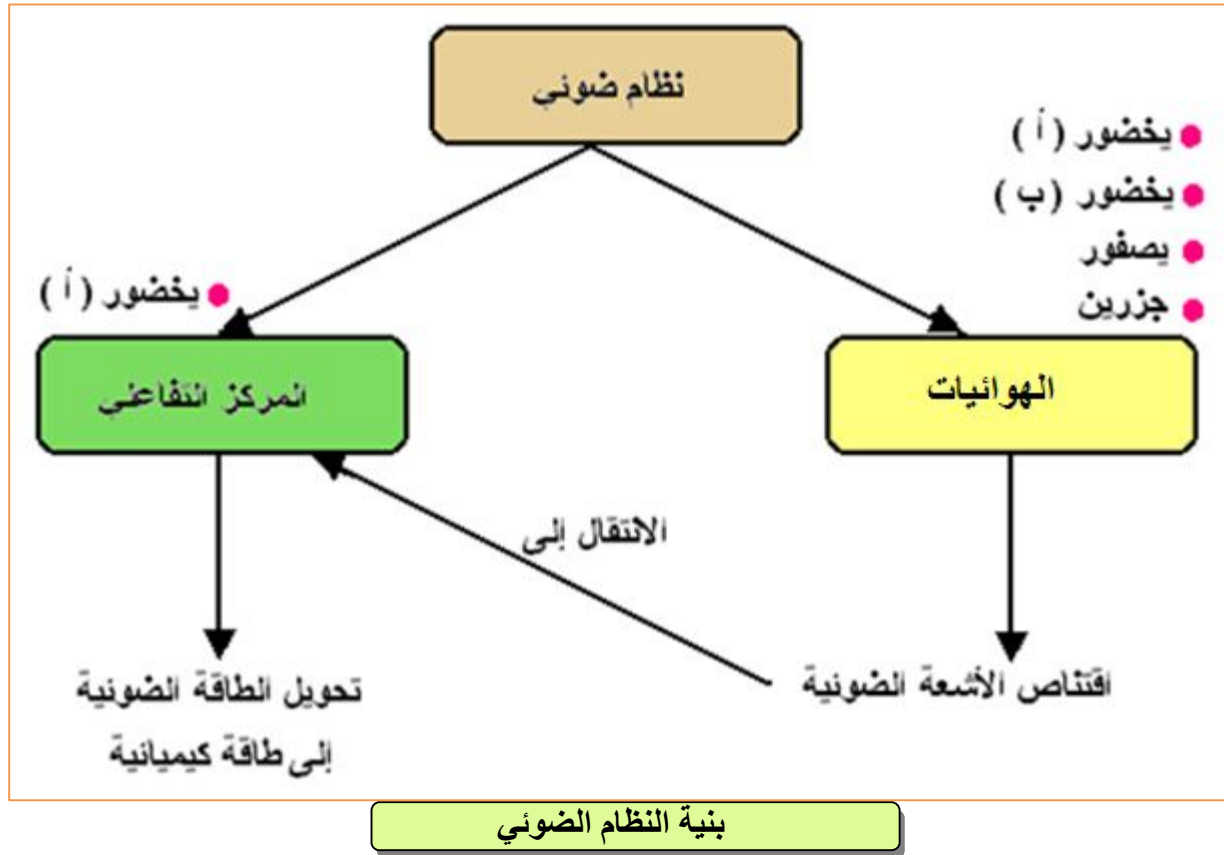 نظام ضوئي
يخضور ( أ )
يخضور ( ب )
يصفور
جزرين
يخضور ( أ )
الهوائيات
المركز التفاعلي
الانتقال إلى
اقتناص الأشعة الضوئية
تحويل الطاقة الضوئية
إلى طاقة كيميائية
بنية النظام الضوئي